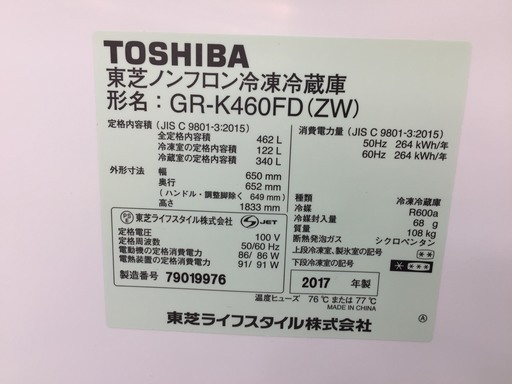 TOSHIBA
東芝ノンフロン冷凍冷蔵庫
形名：GR-K460FD(ZW)
定格内容積 (JIS C 9801-3:2015)
全定格内容積 462 L
冷凍室の定格内容積 122 L
冷蔵室の定格内容積 340 L
外形寸法 幅 650 mm
奥行 652 mm
(ハンドル・調整脚除く 649 mm)
高さ 1833 mm
PSE 東芝ライフスタイル株式会社 S-JET
定格電圧 100 V
定格周波数 50/60 Hz
電動機の定格消費電力 86/ 86 W
電熱装置の定格消費電力 91/ 91 W
製造番号 79019976
消費電力量 (JIS C 9801-3:2015)
50Hz 264 kWh/年
60Hz 264 kWh/年
種類 冷凍冷蔵庫
冷媒 R600a
冷媒封入量 68 g
質量 108 kg
断熱発泡ガス シクロペンタン
上段冷凍室、製氷室の記号 **
下段冷凍室の記号 ****
2017 年製
温度ヒューズ 76℃ または 77℃
MADE IN CHINA
東芝ライフスタイル株式会社
Ⓐ